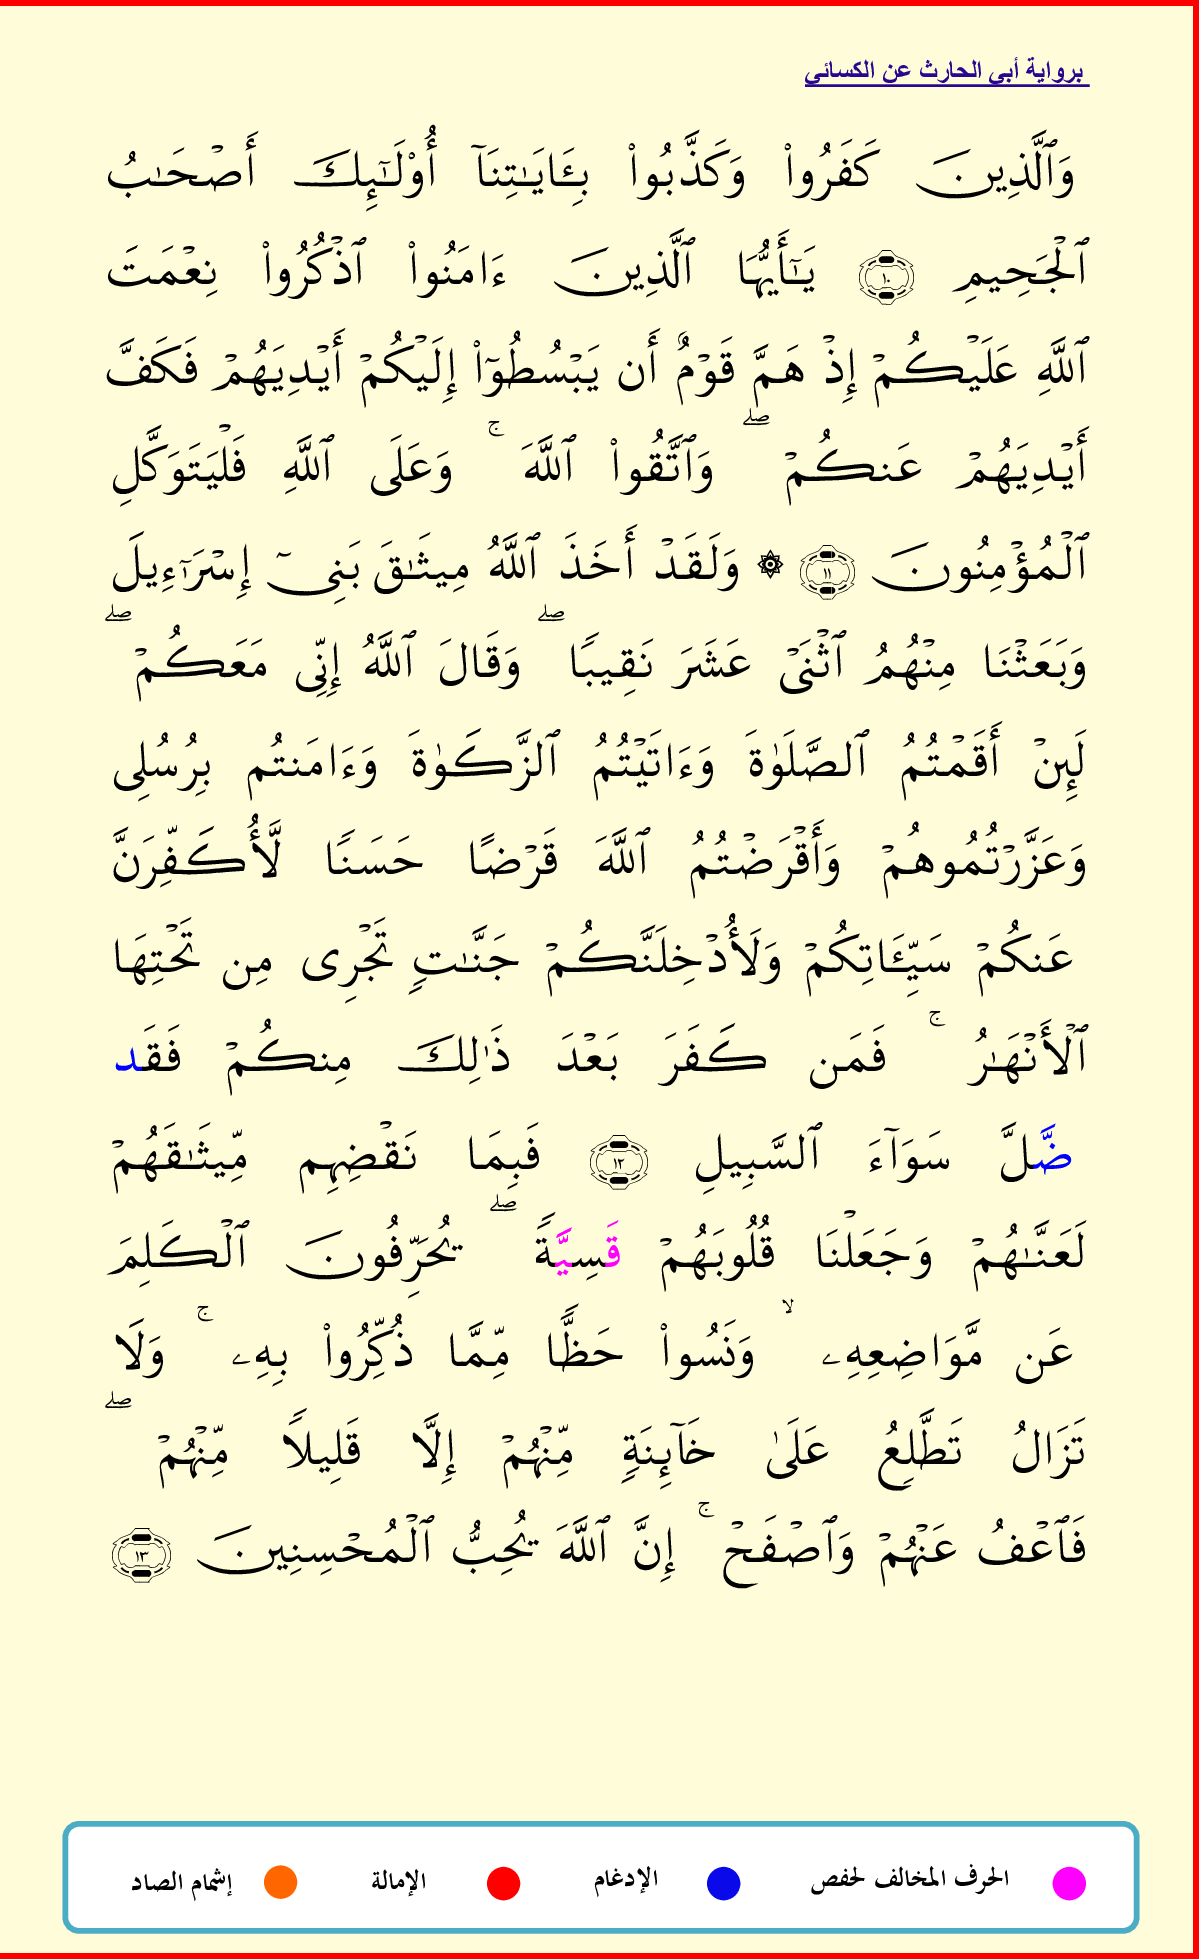 برواية أبي الحارث عن الكسائي
وَٱلَّذِينَ كَفَرُوا۟ وَكَذَّبُوا۟ بِـَٔايَـٰتِنَآ أُو۟لَـٰٓئِكَ أَصْحَـٰبُ
ٱلْجَحِيمِ ١٠ يَـٰٓأَيُّهَا ٱلَّذِينَ ءَامَنُوا۟ ٱذْكُرُوا۟ نِعْمَتَ
ٱللَّهِ عَلَيْكُمْ إِذْ هَمَّ قَوْمٌ أَن يَبْسُطُوٓا۟ إِلَيْكُمْ أَيْدِيَهُمْ فَكَفَّ
أَيْدِيَهُمْ عَنكُمْ ۖ وَٱتَّقُوا۟ ٱللَّهَ ۚ وَعَلَى ٱللَّهِ فَلْيَتَوَكَّلِ
ٱلْمُؤْمِنُونَ ١١ ۞ وَلَقَدْ أَخَذَ ٱللَّهُ مِيثَـٰقَ بَنِىٓ إِسْرَٰٓءِيلَ
وَبَعَثْنَا مِنْهُمُ ٱثْنَىْ عَشَرَ نَقِيبًا ۖ وَقَالَ ٱللَّهُ إِنِّى مَعَكُمْ ۖ
لَئِنْ أَقَمْتُمُ ٱلصَّلَوٰةَ وَءَاتَيْتُمُ ٱلزَّكَوٰةَ وَءَامَنتُم بِرُسُلِى
وَعَزَّرْتُمُوهُمْ وَأَقْرَضْتُمُ ٱللَّهَ قَرْضًا حَسَنًا لَّأُكَفِّرَنَّ
عَنكُمْ سَيِّـَٔاتِكُمْ وَلَأُدْخِلَنَّكُمْ جَنَّـٰتٍ تَجْرِى مِن تَحْتِهَا
ٱلْأَنْهَـٰرُ ۚ فَمَن كَفَرَ بَعْدَ ذَٰلِكَ مِنكُمْ فَقَد
ضَّلَّ سَوَآءَ ٱلسَّبِيلِ ١٢ فَبِمَا نَقْضِهِم مِّيثَـٰقَهُمْ
لَعَنَّـٰهُمْ وَجَعَلْنَا قُلُوبَهُمْ قَسِيَّةً ۖ يُحَرِّفُونَ ٱلْكَلِمَ
عَن مَّوَاضِعِهِۦ ۙ وَنَسُوا۟ حَظًّا مِّمَّا ذُكِّرُوا۟ بِهِۦ ۚ وَلَا
تَزَالُ تَطَّلِعُ عَلَىٰ خَآئِنَةٍ مِّنْهُمْ إِلَّا قَلِيلًا مِّنْهُمْ ۖ
فَٱعْفُ عَنْهُمْ وَٱصْفَحْ ۚ إِنَّ ٱللَّهَ يُحِبُّ ٱلْمُحْسِنِينَ ١٣
الحرف المخالف لحفص الإدغام الإمالة إشمام الصاد